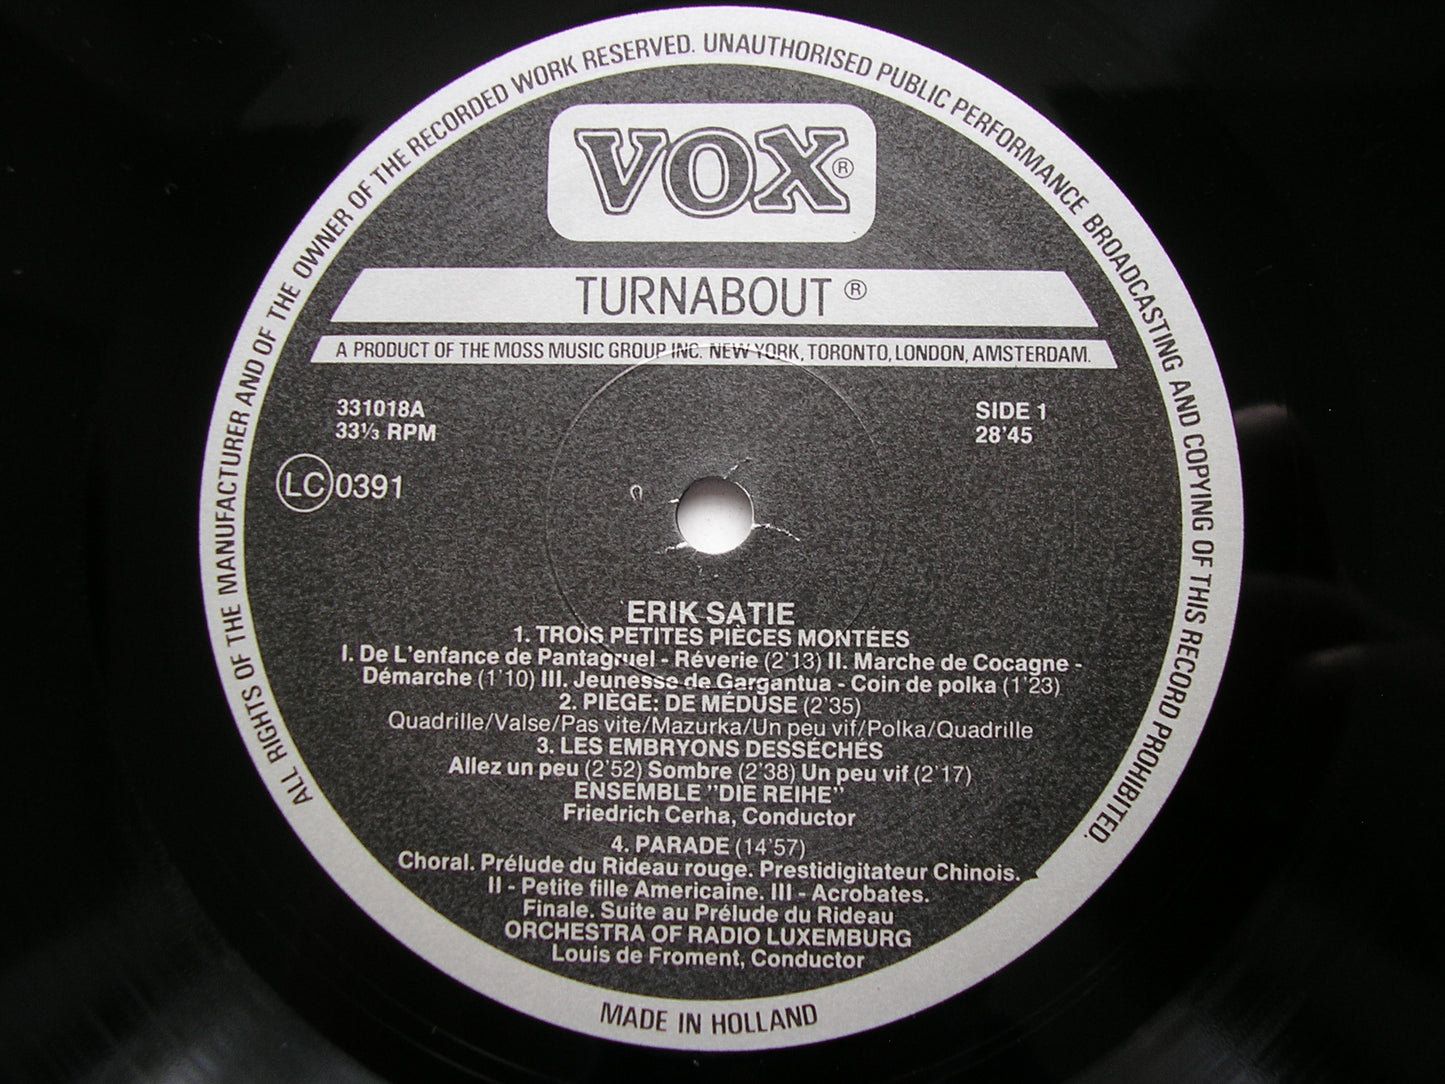 ALL RIGHTS OF THE MANUFACTURER AND OF THE OWNER OF THE RECORDED WORK RESERVED. UNAUTHORISED PUBLIC PERFORMANCE BROADCASTING AND COPYING OF THIS RECORD PROHIBITED.
VOX®
TURNABOUT ®
A PRODUCT OF THE MOSS MUSIC GROUP INC. NEW YORK, TORONTO, LONDON, AMSTERDAM.
331018A
33⅓ RPM
SIDE 1
28'45
LC 0391
ERIK SATIE
1. TROIS PETITES PIÈCES MONTÉES
I. De L'enfance de Pantagruel - Réverie (2'13) II. Marche de Cocagne -
Démarche (1'10) III. Jeunesse de Gargantua - Coin de polka (1'23)
2. PIÈGE: DE MÉDUSE (2'35)
Quadrille/Valse/Pas vite/Mazurka/Un peu vif/Polka/Quadrille
3. LES EMBRYONS DESSÉCHÉS
Allez un peu (2'52) Sombre (2'38) Un peu vif (2'17)
ENSEMBLE "DIE REIHE"
Friedrich Cerha, Conductor
4. PARADE (14'57)
Choral. Prélude du Rideau rouge. Prestidigitateur Chinois.
II - Petite fille Americaine. III - Acrobates.
Finale. Suite au Prélude du Rideau
ORCHESTRA OF RADIO LUXEMBURG
Louis de Froment, Conductor
MADE IN HOLLAND